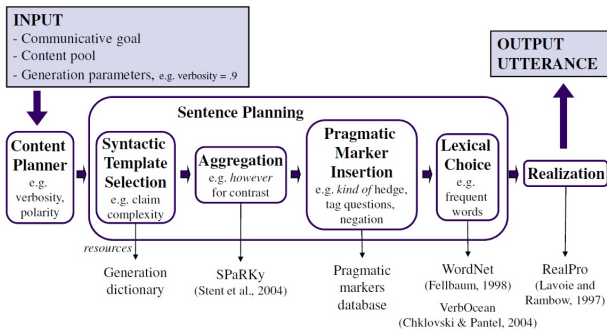 INPUT
- Communicative goal
- Content pool
- Generation parameters, e.g. verbosity = .9
OUTPUT
UTTERANCE
Sentence Planning
Content
Planner
e.g.
verbosity,
polarity
Syntactic
Template
Selection
e.g. claim
complexity
Aggregation
e.g. however
for contrast
Pragmatic
Marker
Insertion
e.g. kind of hedge,
tag questions,
negation
Lexical
Choice
e.g.
frequent
words
Realization
resources
Generation
dictionary
SPaRKy
(Stent et al., 2004)
Pragmatic
markers
database
WordNet
(Fellbaum, 1998)
VerbOcean
(Chklovski & Pantel, 2004)
RealPro
(Lavoie and
Rambow, 1997)